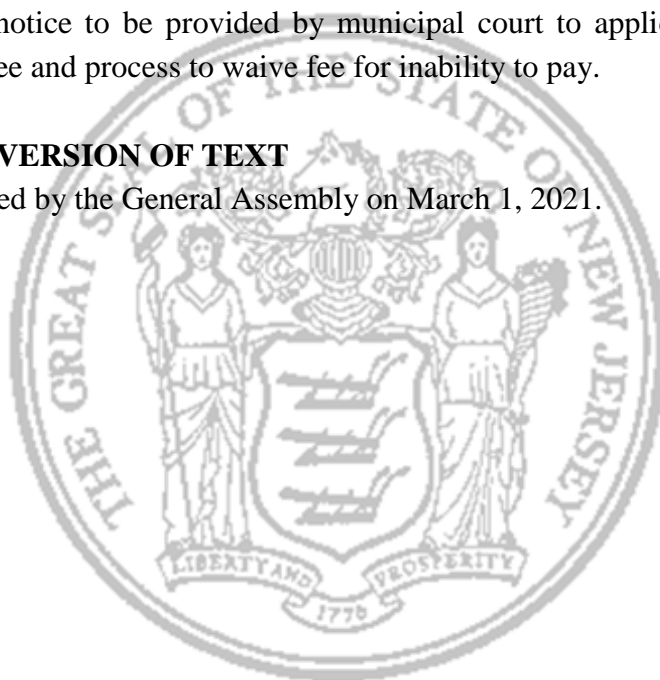 notice to be provided by municipal court to appli
ee and process to waive fee for inability to pay.
VERSION OF TEXT
ed by the General Assembly on March 1, 2021.
THE GREAT SEAL OF THE STATE OF NEW JERSEY
LIBERTY AND PROSPERITY
1776